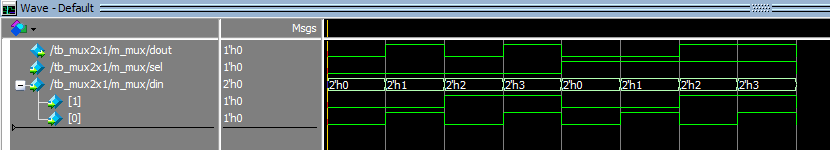 Wave - Default
Msgs
/tb_mux2x1/m_mux/dout 1'h0
/tb_mux2x1/m_mux/sel 1'h0
/tb_mux2x1/m_mux/din 2'h0 2'h0 2'h1 2'h2 2'h3 2'h0 2'h1 2'h2 2'h3
[1] 1'h0
[0] 1'h0